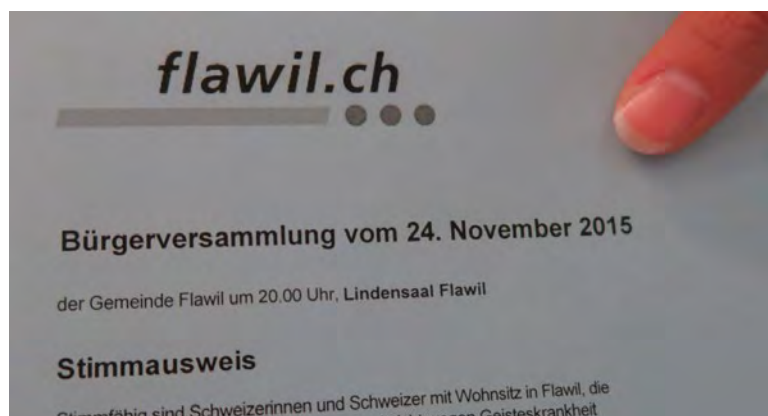 flawil.ch
Bürgerversammlung vom 24. November 2015
der Gemeinde Flawil um 20.00 Uhr, Lindensaal Flawil
Stimmausweis
Stimmfähig sind Schweizerinnen und Schweizer mit Wohnsitz in Flawil, die
Geisteskrankheit